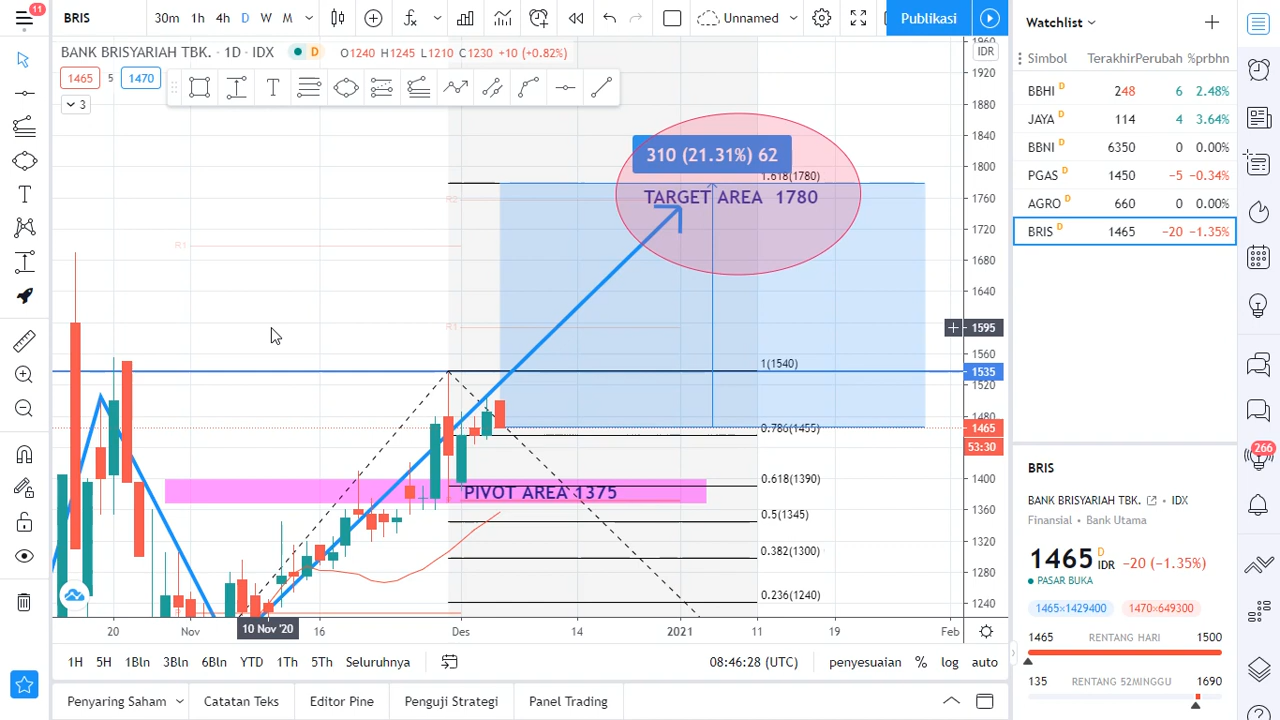 11
30m 1h 4h D W M
Unnamed
Publikasi
Watchlist
BRIS
BANK BRISYARIAH TBK. · 1D · IDX D O1240 H1245 L1210 C1230 +10 (+0.82%)
1465 5 1470
3
IDR
1960
1920
1880
1840
1800
1760
1720
1680
1640
1595
1560
1535
1520
1480
1465
53:30
1400
1360
1320
1280
1240
310 (21.31%) 62
1.618(1780)
TARGET AREA 1780
R2
R1
R1
1(1540)
0.786(1455)
0.618(1390)
PIVOT AREA 1375
0.5(1345)
0.382(1300)
0.236(1240)
20 Nov 10 Nov '20 16 Des 14 2021 11 19 Feb
1H 5H 1Bln 3Bln 6Bln YTD 1Th 5Th Seluruhnya 08:46:28 (UTC) penyesuaian % log auto
Penyaring Saham Catatan Teks Editor Pine Penguji Strategi Panel Trading
Simbol Terakhir Perubah %prbhn
BBHI D 248 6 2.48%
JAYA D 114 4 3.64%
BBNI D 6350 0 0.00%
PGAS D 1450 −5 −0.34%
AGRO D 660 0 0.00%
BRIS D 1465 −20 −1.35%
266
BRIS
BANK BRISYARIAH TBK. • IDX
Finansial • Bank Utama
1465 D IDR −20 (−1.35%)
PASAR BUKA
1465×1429400 1470×649300
1465 RENTANG HARI 1500
135 RENTANG 52MINGGU 1690